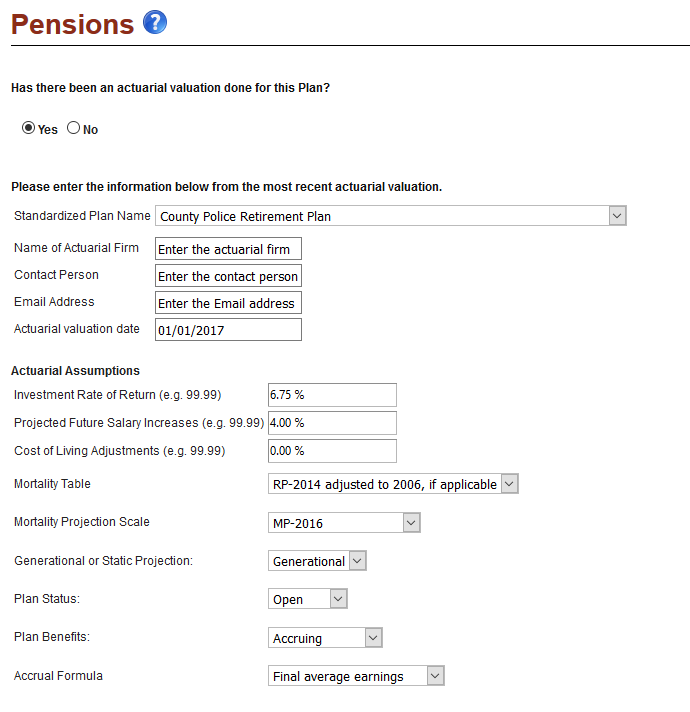 Pensions ?
Has there been an actuarial valuation done for this Plan?
Yes No
Please enter the information below from the most recent actuarial valuation.
Standardized Plan Name County Police Retirement Plan
Name of Actuarial Firm Enter the actuarial firm
Contact Person Enter the contact person
Email Address Enter the Email address
Actuarial valuation date 01/01/2017
Actuarial Assumptions
Investment Rate of Return (e.g. 99.99) 6.75 %
Projected Future Salary Increases (e.g. 99.99) 4.00 %
Cost of Living Adjustments (e.g. 99.99) 0.00 %
Mortality Table RP-2014 adjusted to 2006, if applicable
Mortality Projection Scale MP-2016
Generational or Static Projection: Generational
Plan Status: Open
Plan Benefits: Accruing
Accrual Formula Final average earnings